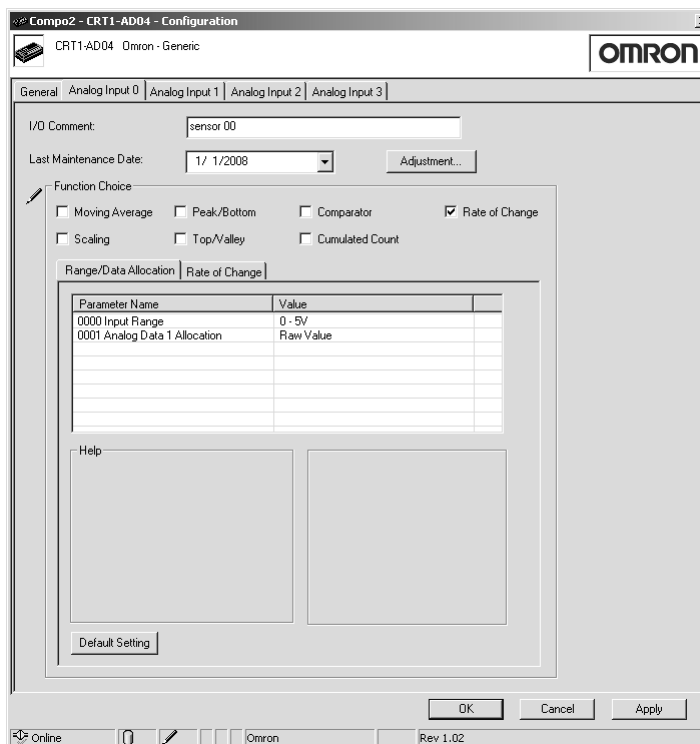 Compo2 - CRT1-AD04 - Configuration
CRT1-AD04 Omron - Generic
OMRON
General Analog Input 0 Analog Input 1 Analog Input 2 Analog Input 3
I/O Comment: sensor 00
Last Maintenance Date: 1/ 1/2008 Adjustment...
Function Choice
Moving Average Peak/Bottom Comparator Rate of Change
Scaling Top/Valley Cumulated Count
Range/Data Allocation Rate of Change
Parameter Name Value
0000 Input Range 0 - 5V
0001 Analog Data 1 Allocation Raw Value
Help
Default Setting
OK Cancel Apply
Online Omron Rev 1.02